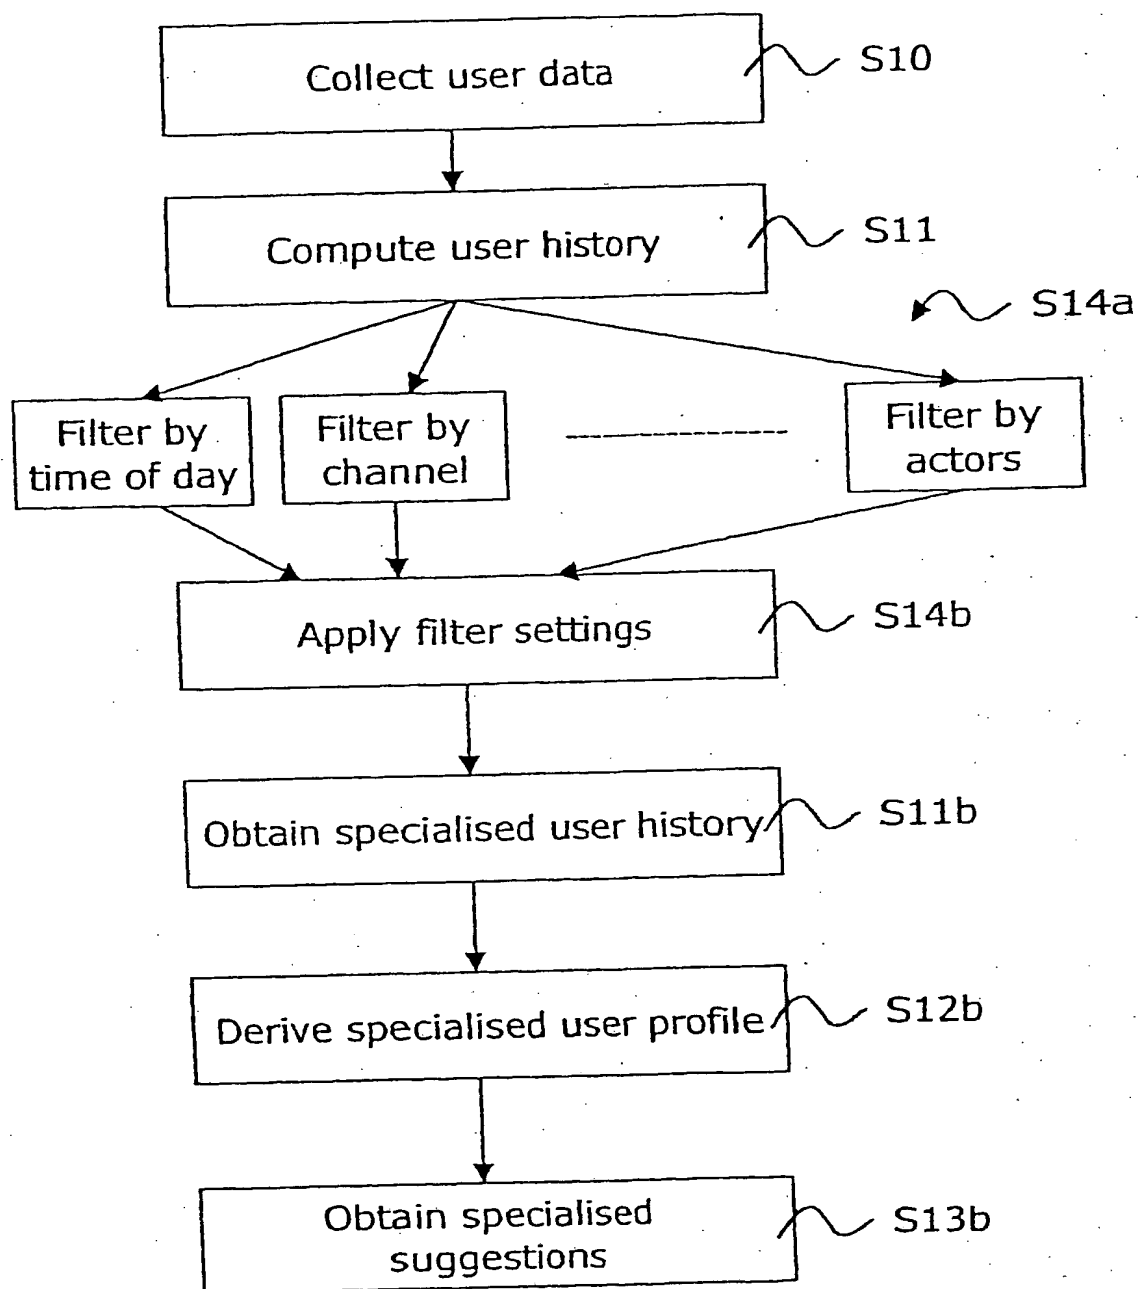 Collect user data
S10
Compute user history
S11
S14a
Filter by
time of day
Filter by
channel
Filter by
actors
Apply filter settings
S14b
Obtain specialised user history
S11b
Derive specialised user profile
S12b
Obtain specialised
suggestions
S13b